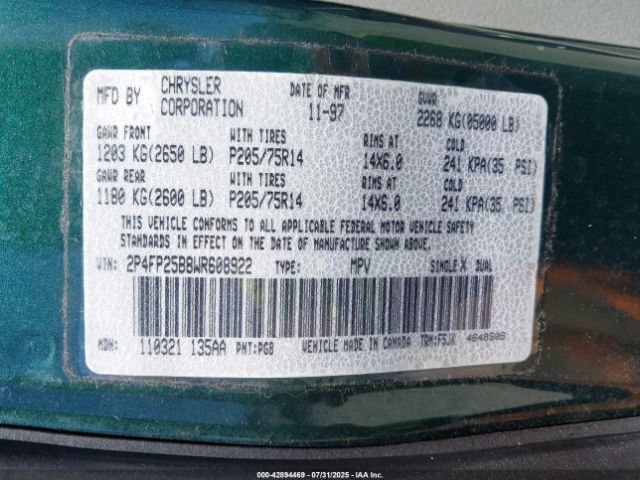 MFD BY CHRYSLER CORPORATION DATE OF MFR 11-97 GVWR 2268 KG(05000 LB)
GAWR FRONT WITH TIRES RIMS AT COLD
1203 KG(2650 LB) P205/75R14 14X6.0 241 KPA(35 PSI)
GAWR REAR WITH TIRES RIMS AT COLD
1180 KG(2600 LB) P205/75R14 14X6.0 241 KPA(35 PSI)
THIS VEHICLE CONFORMS TO ALL APPLICABLE FEDERAL MOTOR VEHICLE SAFETY
STANDARDS IN EFFECT ON THE DATE OF MANUFACTURE SHOWN ABOVE.
VIN: 2P4FP25B8WR608922 TYPE: MPV SINGLE X DUAL
MDH: 110321 135AA PNT:PG8 VEHICLE MADE IN CANADA TRM:FSJK 4648505
000-42894469 07/31/2025 IAAI.com